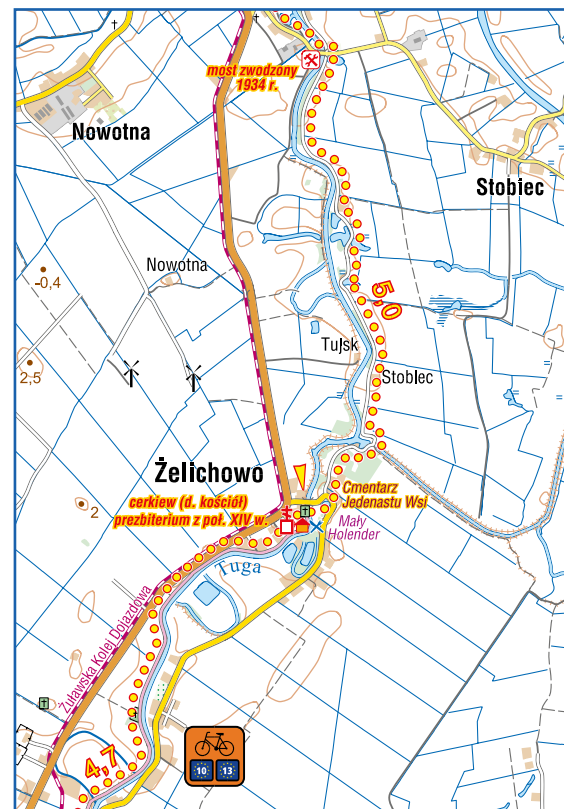 most zwodzony
1934 r.
Nowotna
Stobiec
Nowotna
-0,4
5,0
Tujsk
2,5
Stobiec
Żelichowo
cerkiew (d. kościół)
prezbiterium z poł. XIV w.
Cmentarz
Jedenastu Wsi
2
Mały
Holender
Tuga
Żuławska Kolej Dojazdowa
4,7
10 13